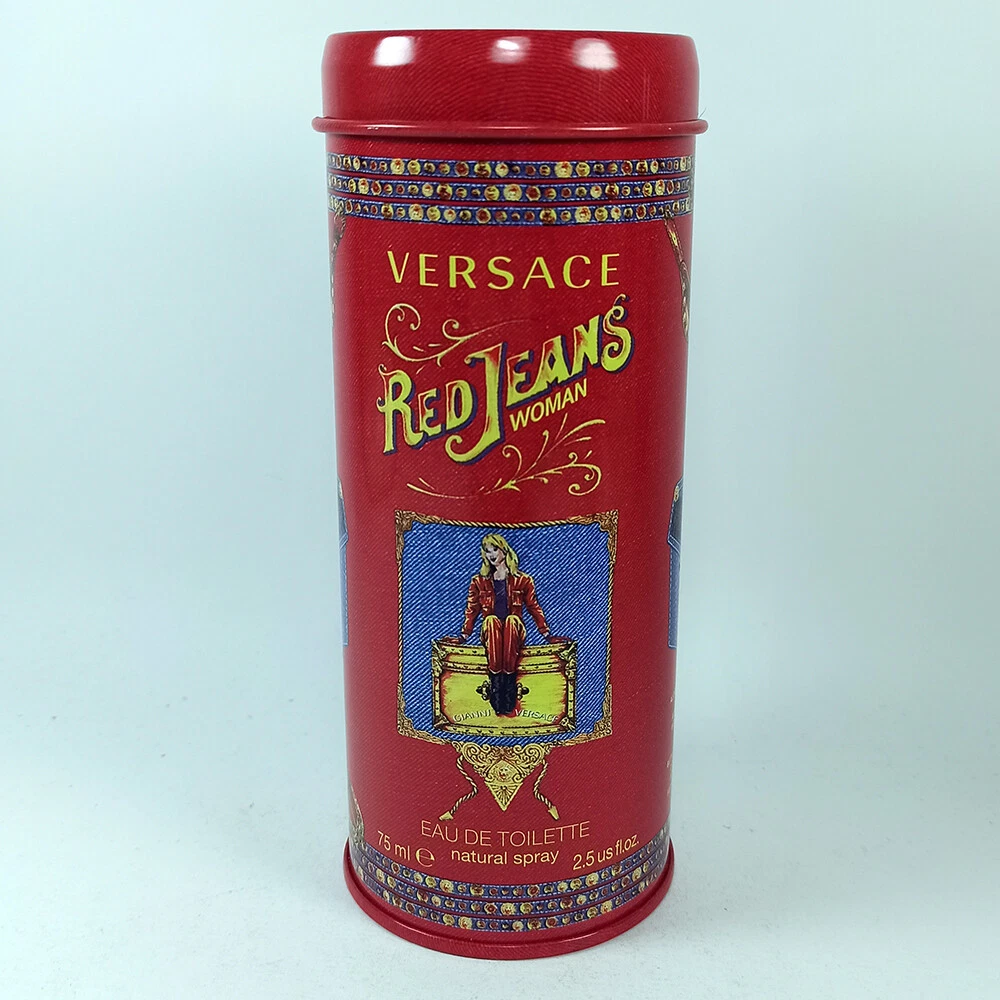 VERSACE
RED JEANS
WOMAN
GIANNI VERSACE
EAU DE TOILETTE
75 ml ℮ natural spray 2.5 us fl.oz.